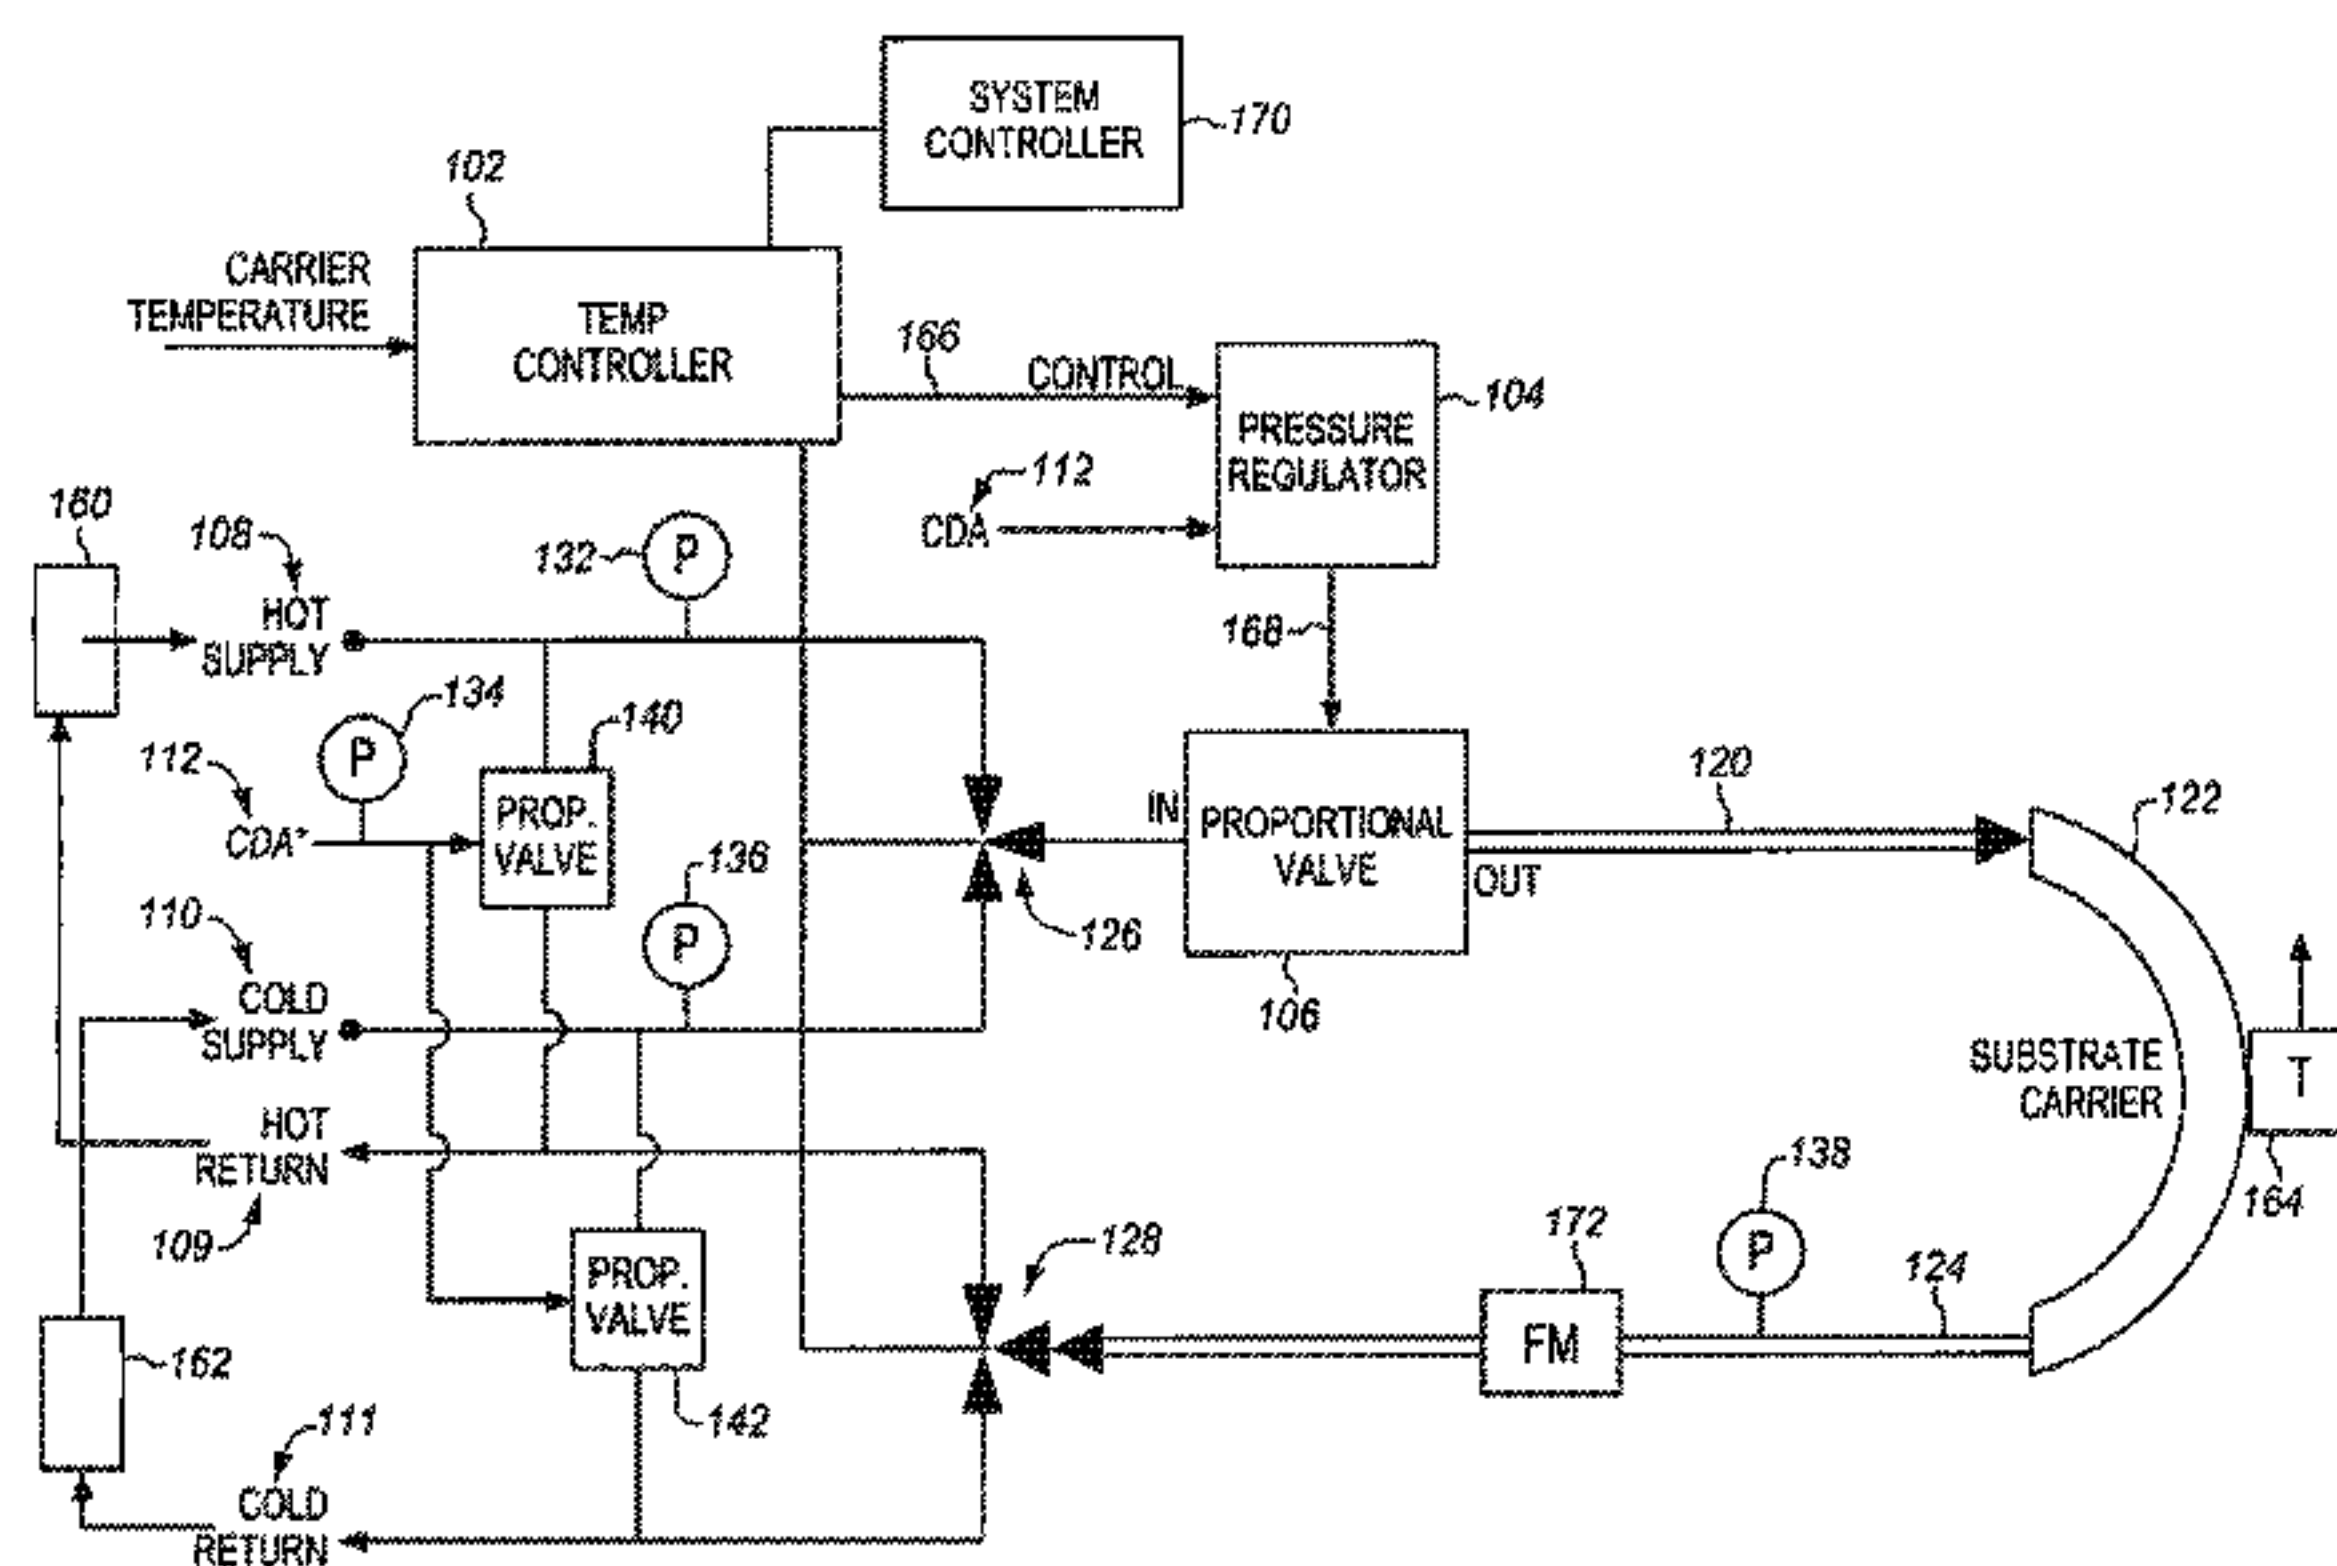 SYSTEM
CONTROLLER
170
102
CARRIER
TEMPERATURE
TEMP
CONTROLLER
166
CONTROL
104
PRESSURE
REGULATOR
112
CDA
160
108
HOT
SUPPLY
132
P
168
134
P
140
112
CDA*
PROP.
VALVE
IN
PROPORTIONAL
VALVE
OUT
120
122
136
P
126
106
110
COLD
SUPPLY
SUBSTRATE
CARRIER
T
164
HOT
RETURN
109
128
138
P
172
FM
124
PROP.
VALVE
142
162
111
COLD
RETURN